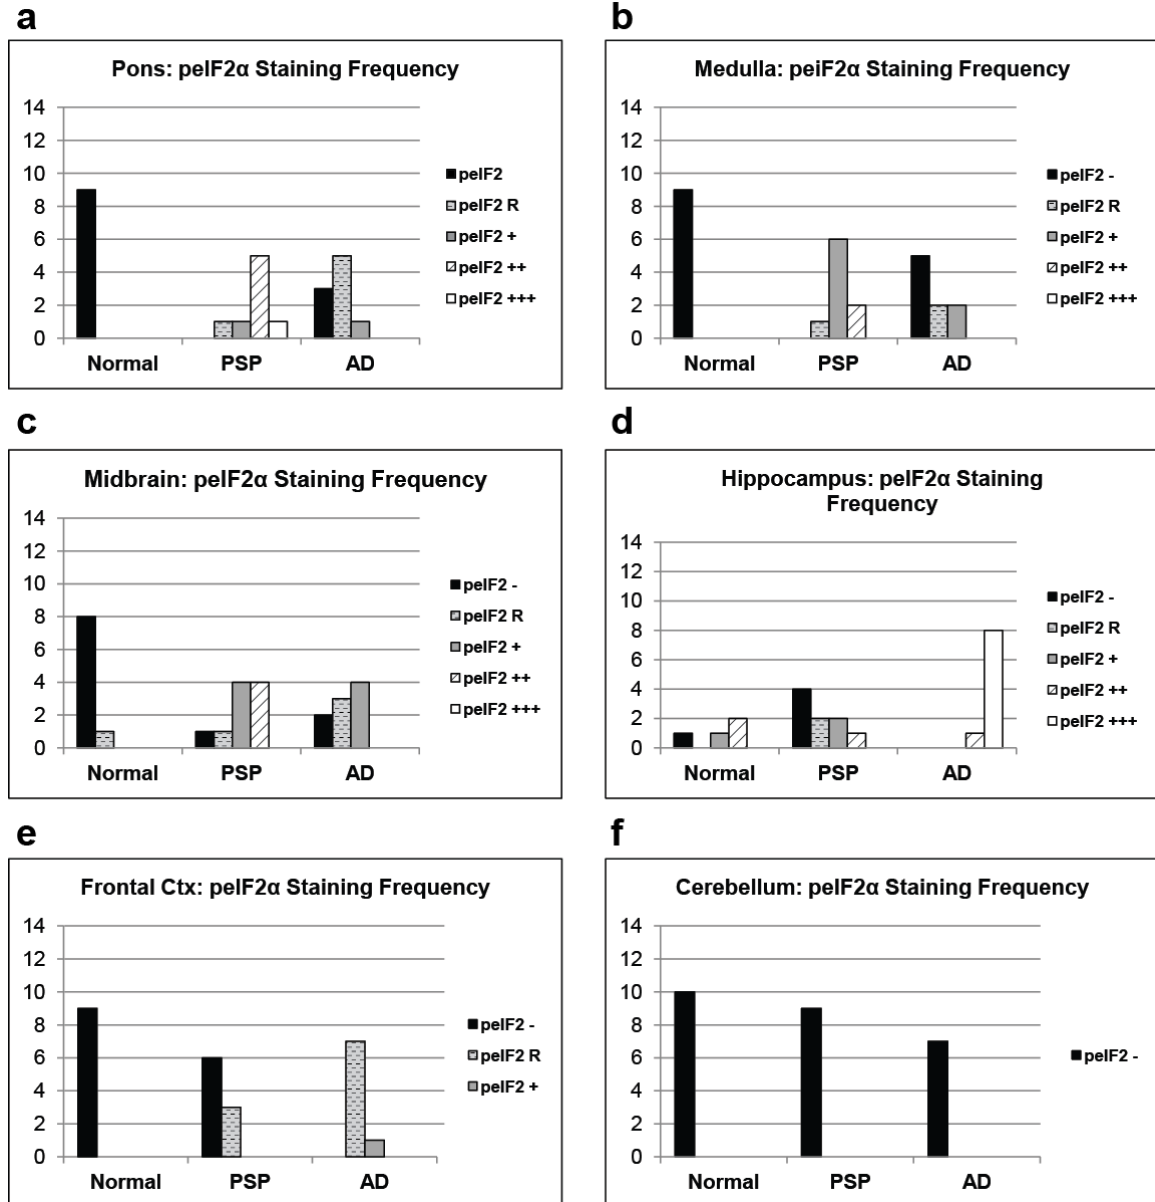 a
Pons: peIF2α Staining Frequency
14
12
10
8
6
4
2
0
Normal PSP AD
peIF2
peIF2 R
peIF2 +
peIF2 ++
peIF2 +++
b
Medulla: peiF2α Staining Frequency
14
12
10
8
6
4
2
0
Normal PSP AD
peIF2 -
peIF2 R
peIF2 +
peIF2 ++
peIF2 +++
c
Midbrain: peIF2α Staining Frequency
14
12
10
8
6
4
2
0
Normal PSP AD
peIF2 -
peIF2 R
peIF2 +
peIF2 ++
peIF2 +++
d
Hippocampus: peIF2α Staining
Frequency
14
12
10
8
6
4
2
0
Normal PSP AD
peIF2 -
peIF2 R
peIF2 +
peIF2 ++
peIF2 +++
e
Frontal Ctx: peIF2α Staining Frequency
14
12
10
8
6
4
2
0
Normal PSP AD
peIF2 -
peIF2 R
peIF2 +
f
Cerebellum: peIF2α Staining Frequency
14
12
10
8
6
4
2
0
Normal PSP AD
peIF2 -